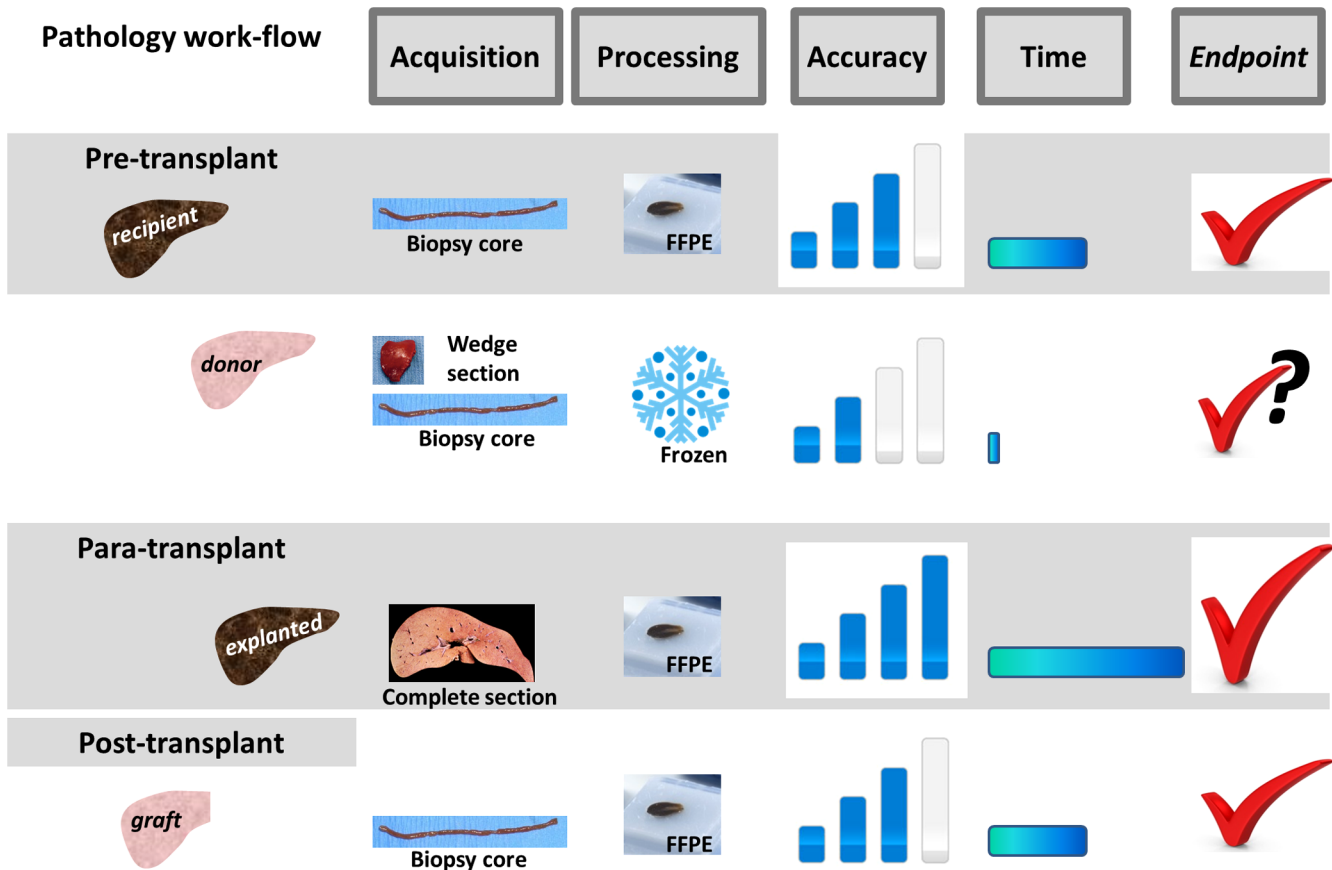 Pathology work-flow
Acquisition
Processing
Accuracy
Time
Endpoint
Pre-transplant
recipient
Biopsy core
FFPE
donor
Wedge
section
Biopsy core
Frozen
?
Para-transplant
explanted
Complete section
FFPE
Post-transplant
graft
Biopsy core
FFPE